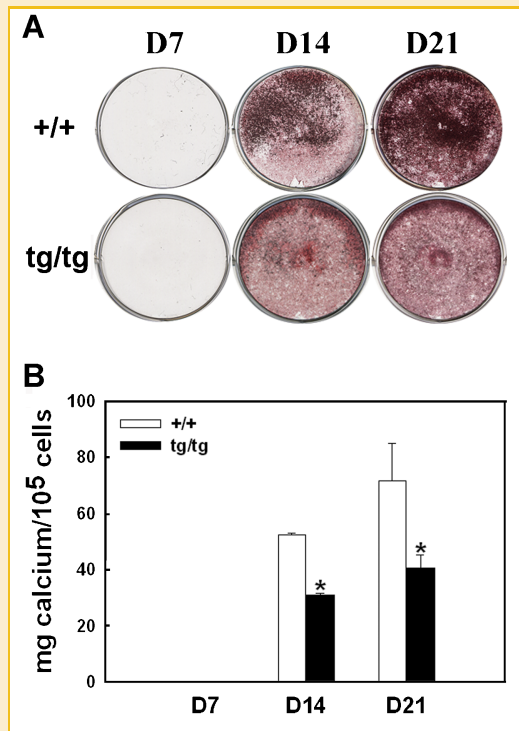 A
D7 D14 D21
+/+
tg/tg
B
mg calcium/10⁵ cells
100
80
60
40
20
0
+/+
tg/tg
*
*
D7 D14 D21